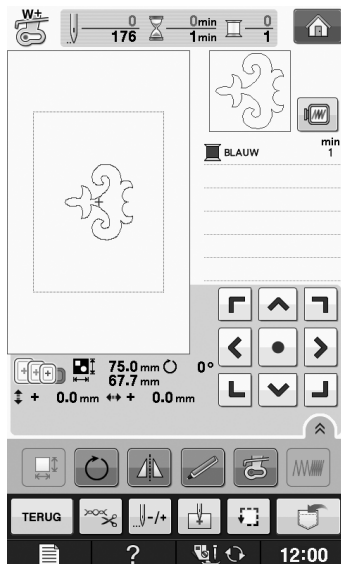 W±
0 0min 0
176 1min 1
min
BLAUW 1
75.0 mm 0°
67.7 mm
+ 0.0 mm + 0.0 mm
TERUG -/+
? 12:00